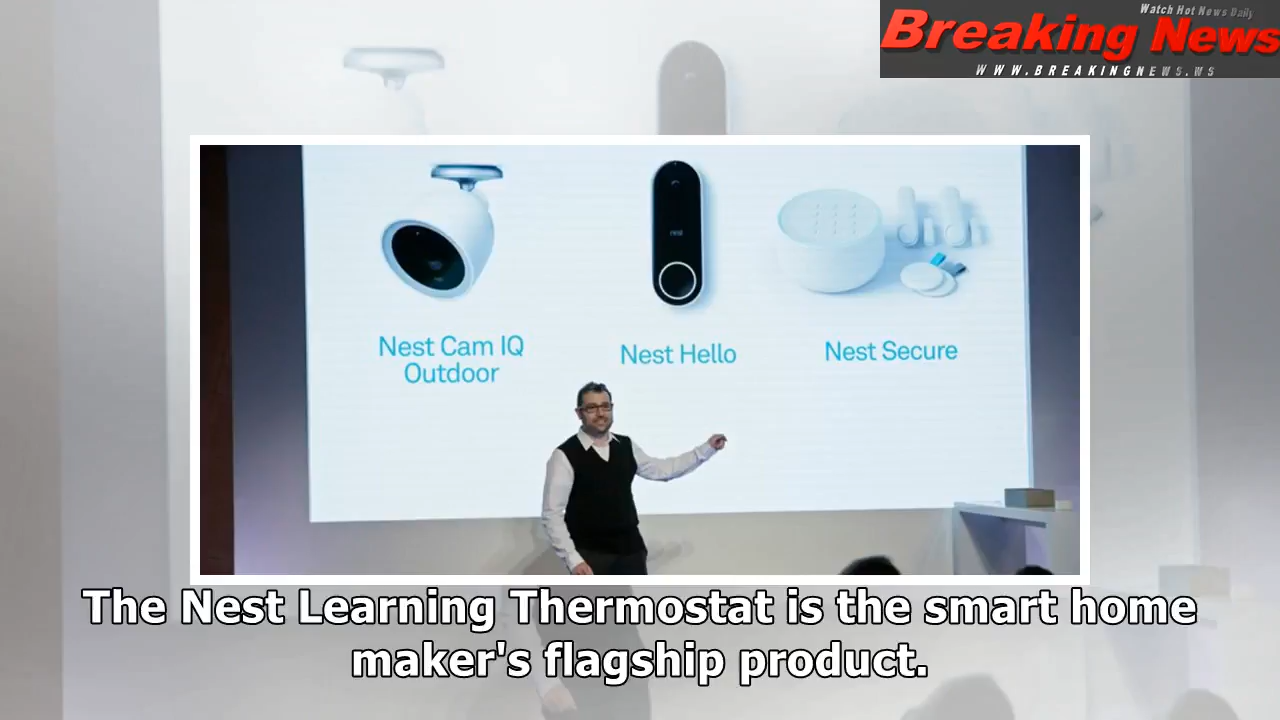 Watch Hot News Daily
Breaking News
WWW.BREAKINGNEWS.WS
nest
Nest Cam IQ
Outdoor
Nest Hello
Nest Secure
The Nest Learning Thermostat is the smart home
maker's flagship product.